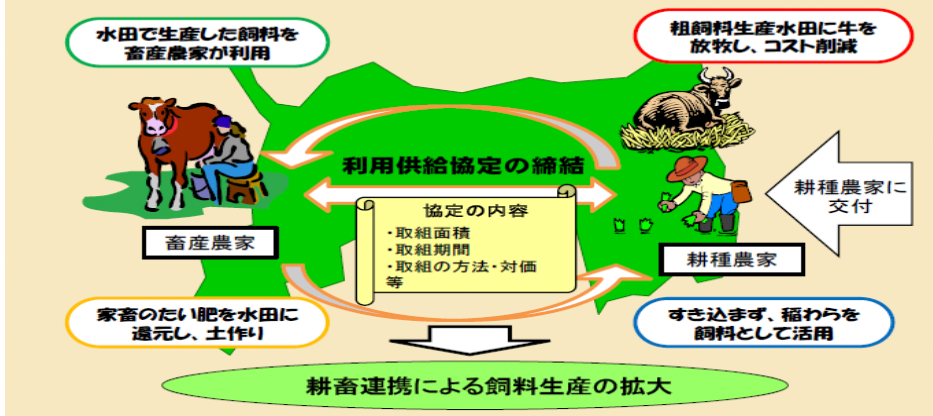 水田で生産した飼料を
畜産農家が利用
粗飼料生産水田に牛を
放牧し、コスト削減
利用供給協定の締結
耕種農家に
交付
協定の内容
・取組面積
・取組期間
・取組の方法・対価
等
畜産農家
耕種農家
家畜のたい肥を水田に
還元し、土作り
すき込まず、稲わらを
飼料として活用
耕畜連携による飼料生産の拡大